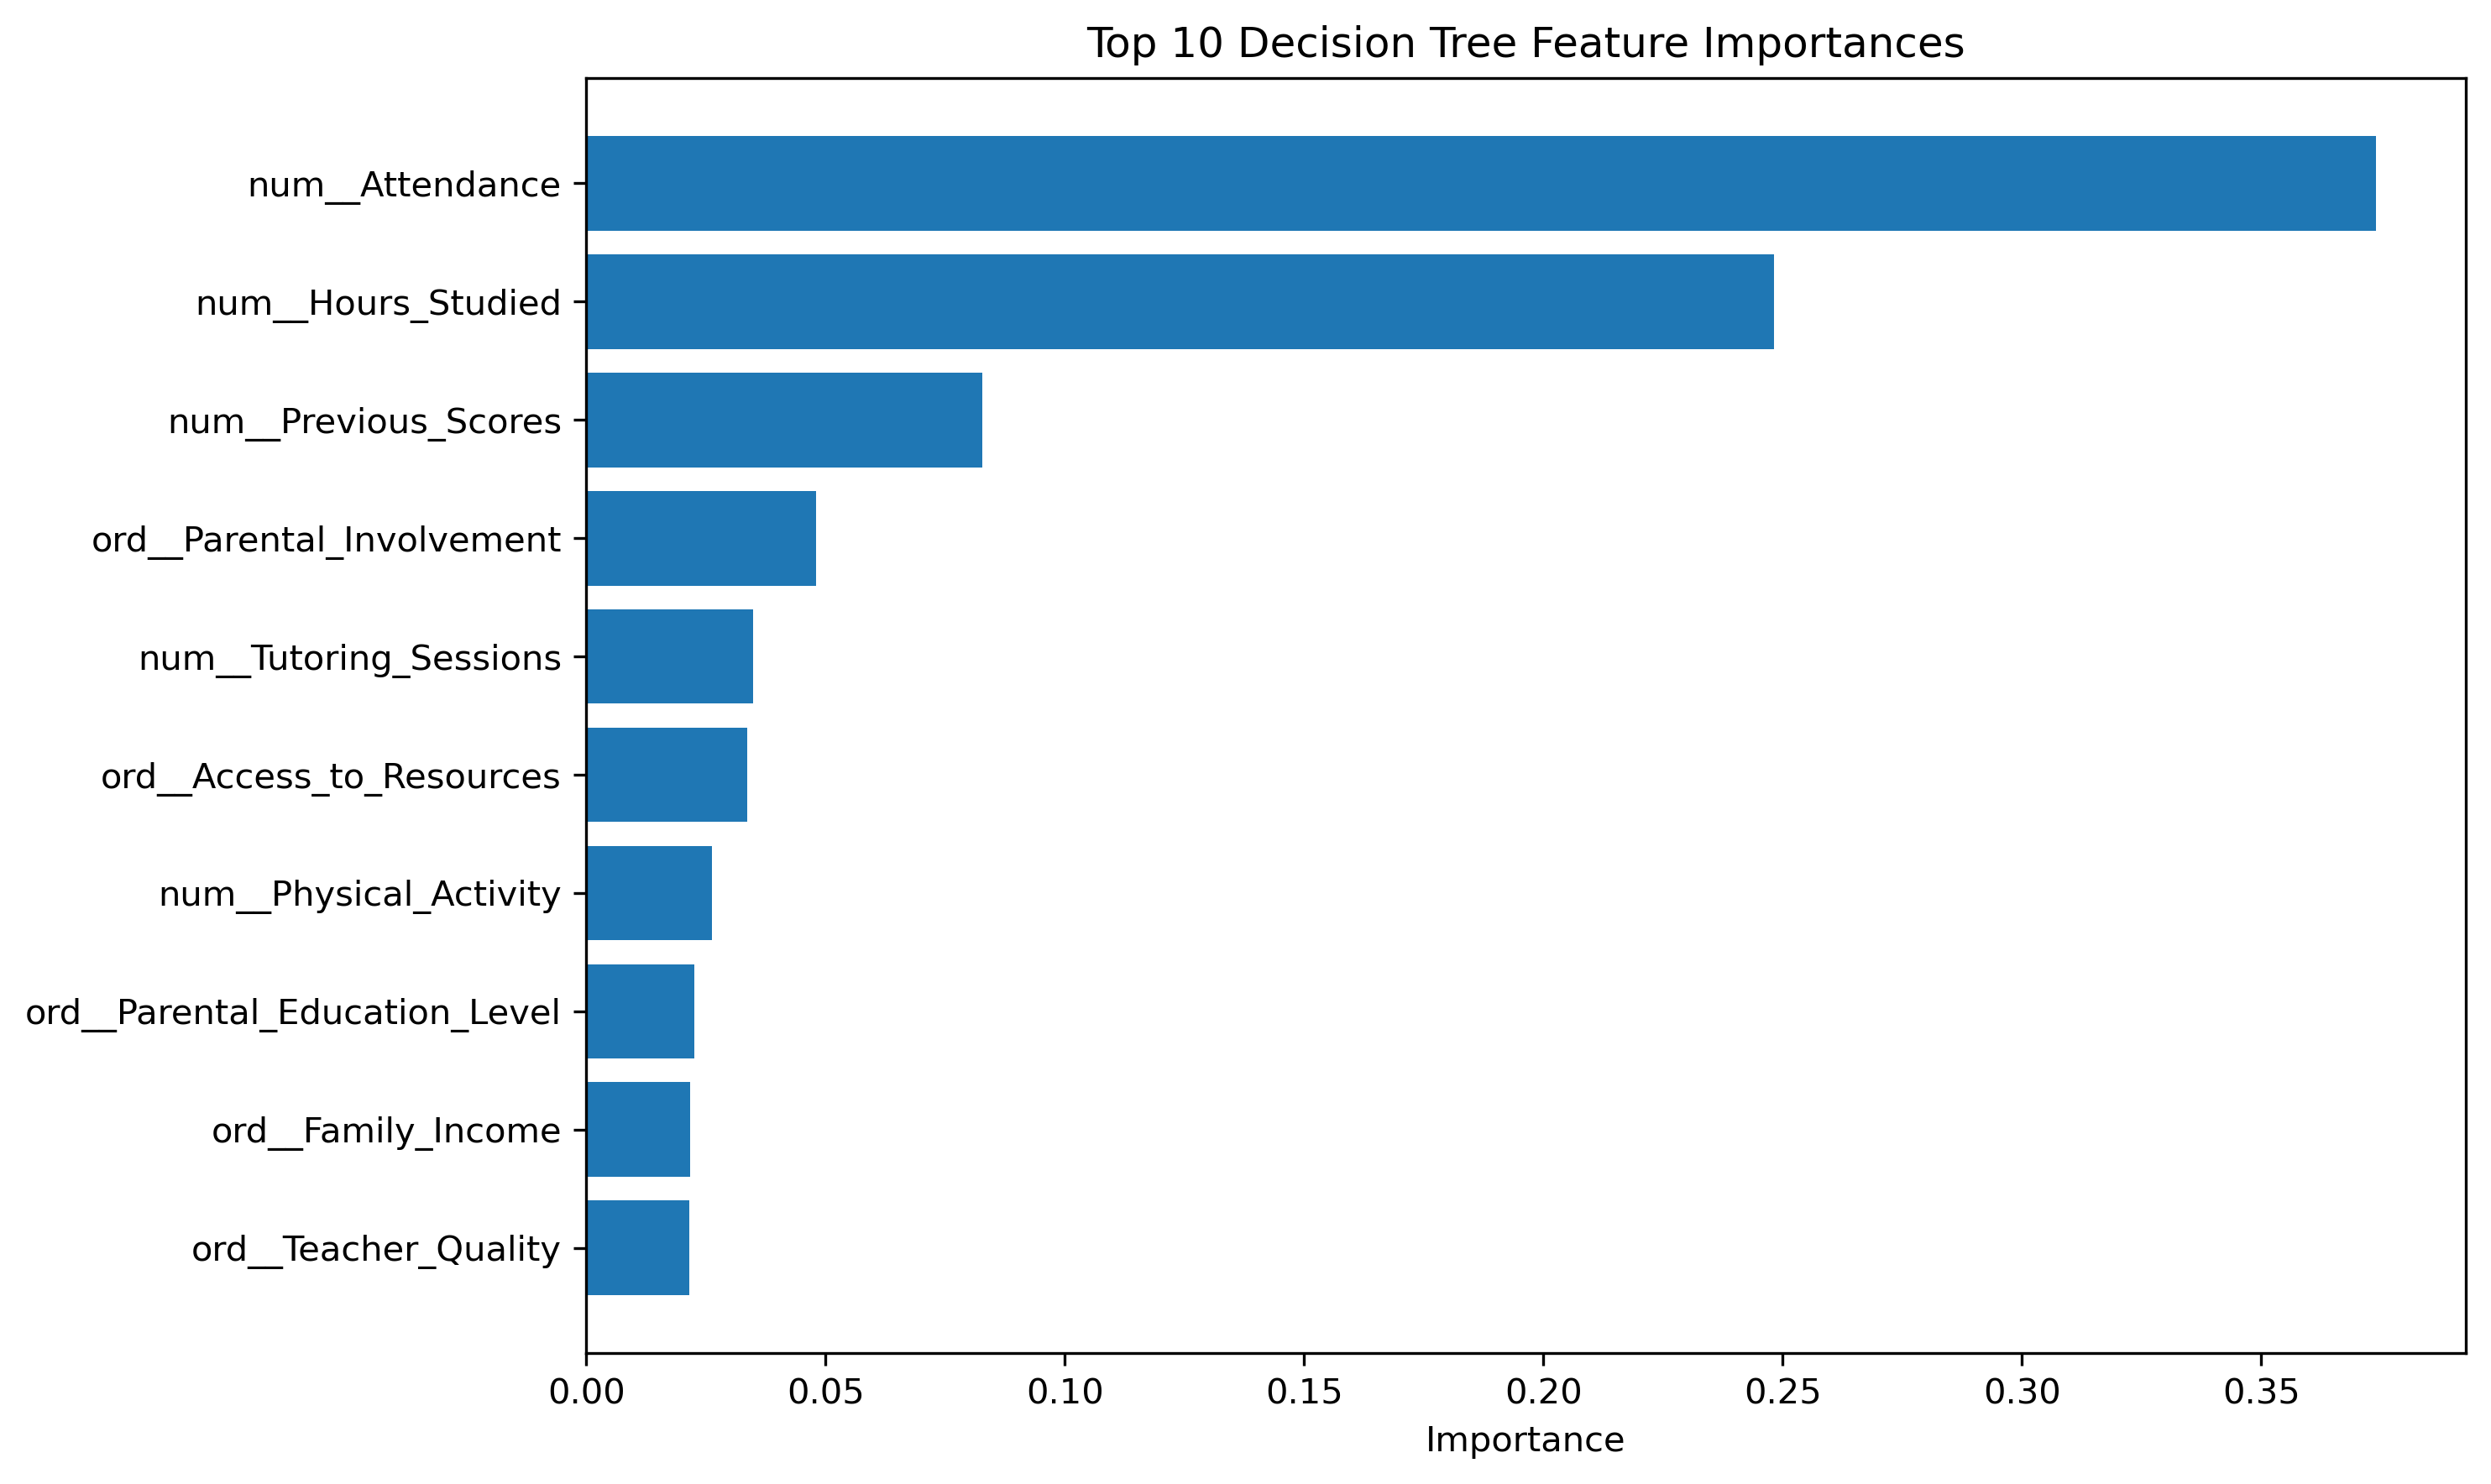 Top 10 Decision Tree Feature Importances
num__Attendance
num__Hours_Studied
num__Previous_Scores
ord__Parental_Involvement
num__Tutoring_Sessions
ord__Access_to_Resources
num__Physical_Activity
ord__Parental_Education_Level
ord__Family_Income
ord__Teacher_Quality
0.00 0.05 0.10 0.15 0.20 0.25 0.30 0.35
Importance